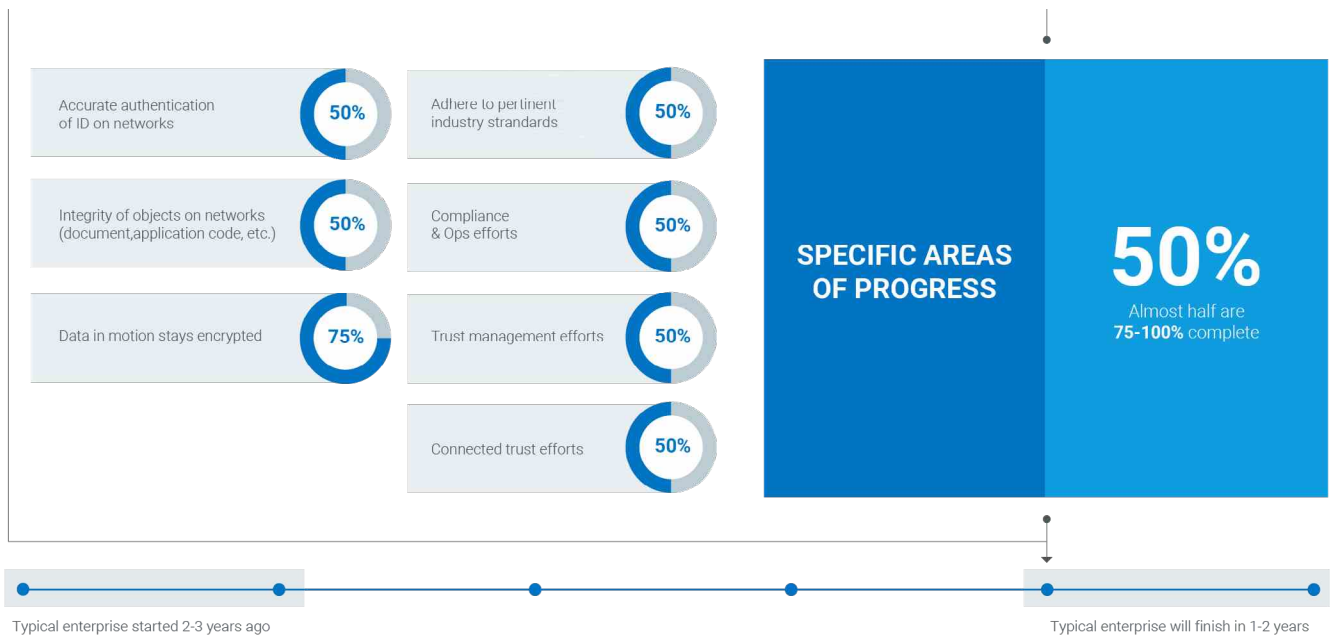 Accurate authentication
of ID on networks
50%
Integrity of objects on networks
(document,application code, etc.)
50%
Data in motion stays encrypted
75%
Adhere to pertinent
industry strandards
50%
Compliance
& Ops efforts
50%
Trust management efforts
50%
Connected trust efforts
50%
SPECIFIC AREAS
OF PROGRESS
50%
Almost half are
75-100% complete
Typical enterprise started 2-3 years ago
Typical enterprise will finish in 1-2 years